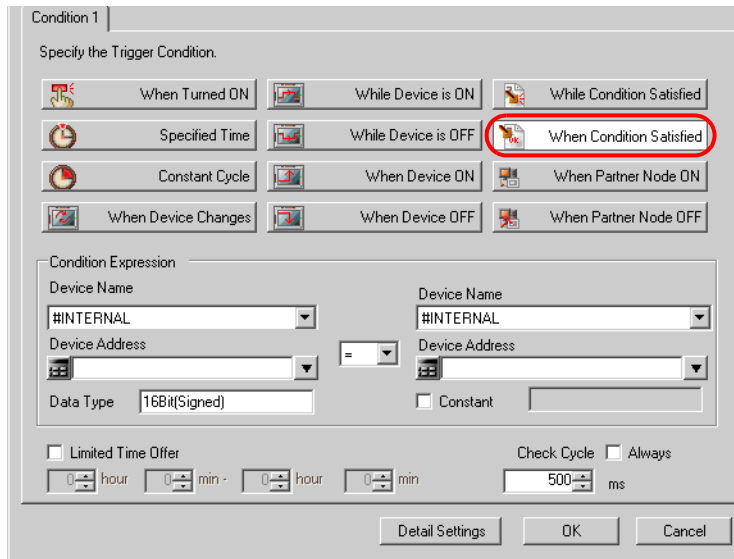 Condition 1
Specify the Trigger Condition.
When Turned ON While Device is ON While Condition Satisfied
Specified Time While Device is OFF When Condition Satisfied
Constant Cycle When Device ON When Partner Node ON
When Device Changes When Device OFF When Partner Node OFF
Condition Expression
Device Name Device Name
#INTERNAL #INTERNAL
Device Address = Device Address
Data Type 16Bit(Signed) Constant
Limited Time Offer Check Cycle Always
0 hour 0 min - 0 hour 0 min 500 ms
Detail Settings OK Cancel